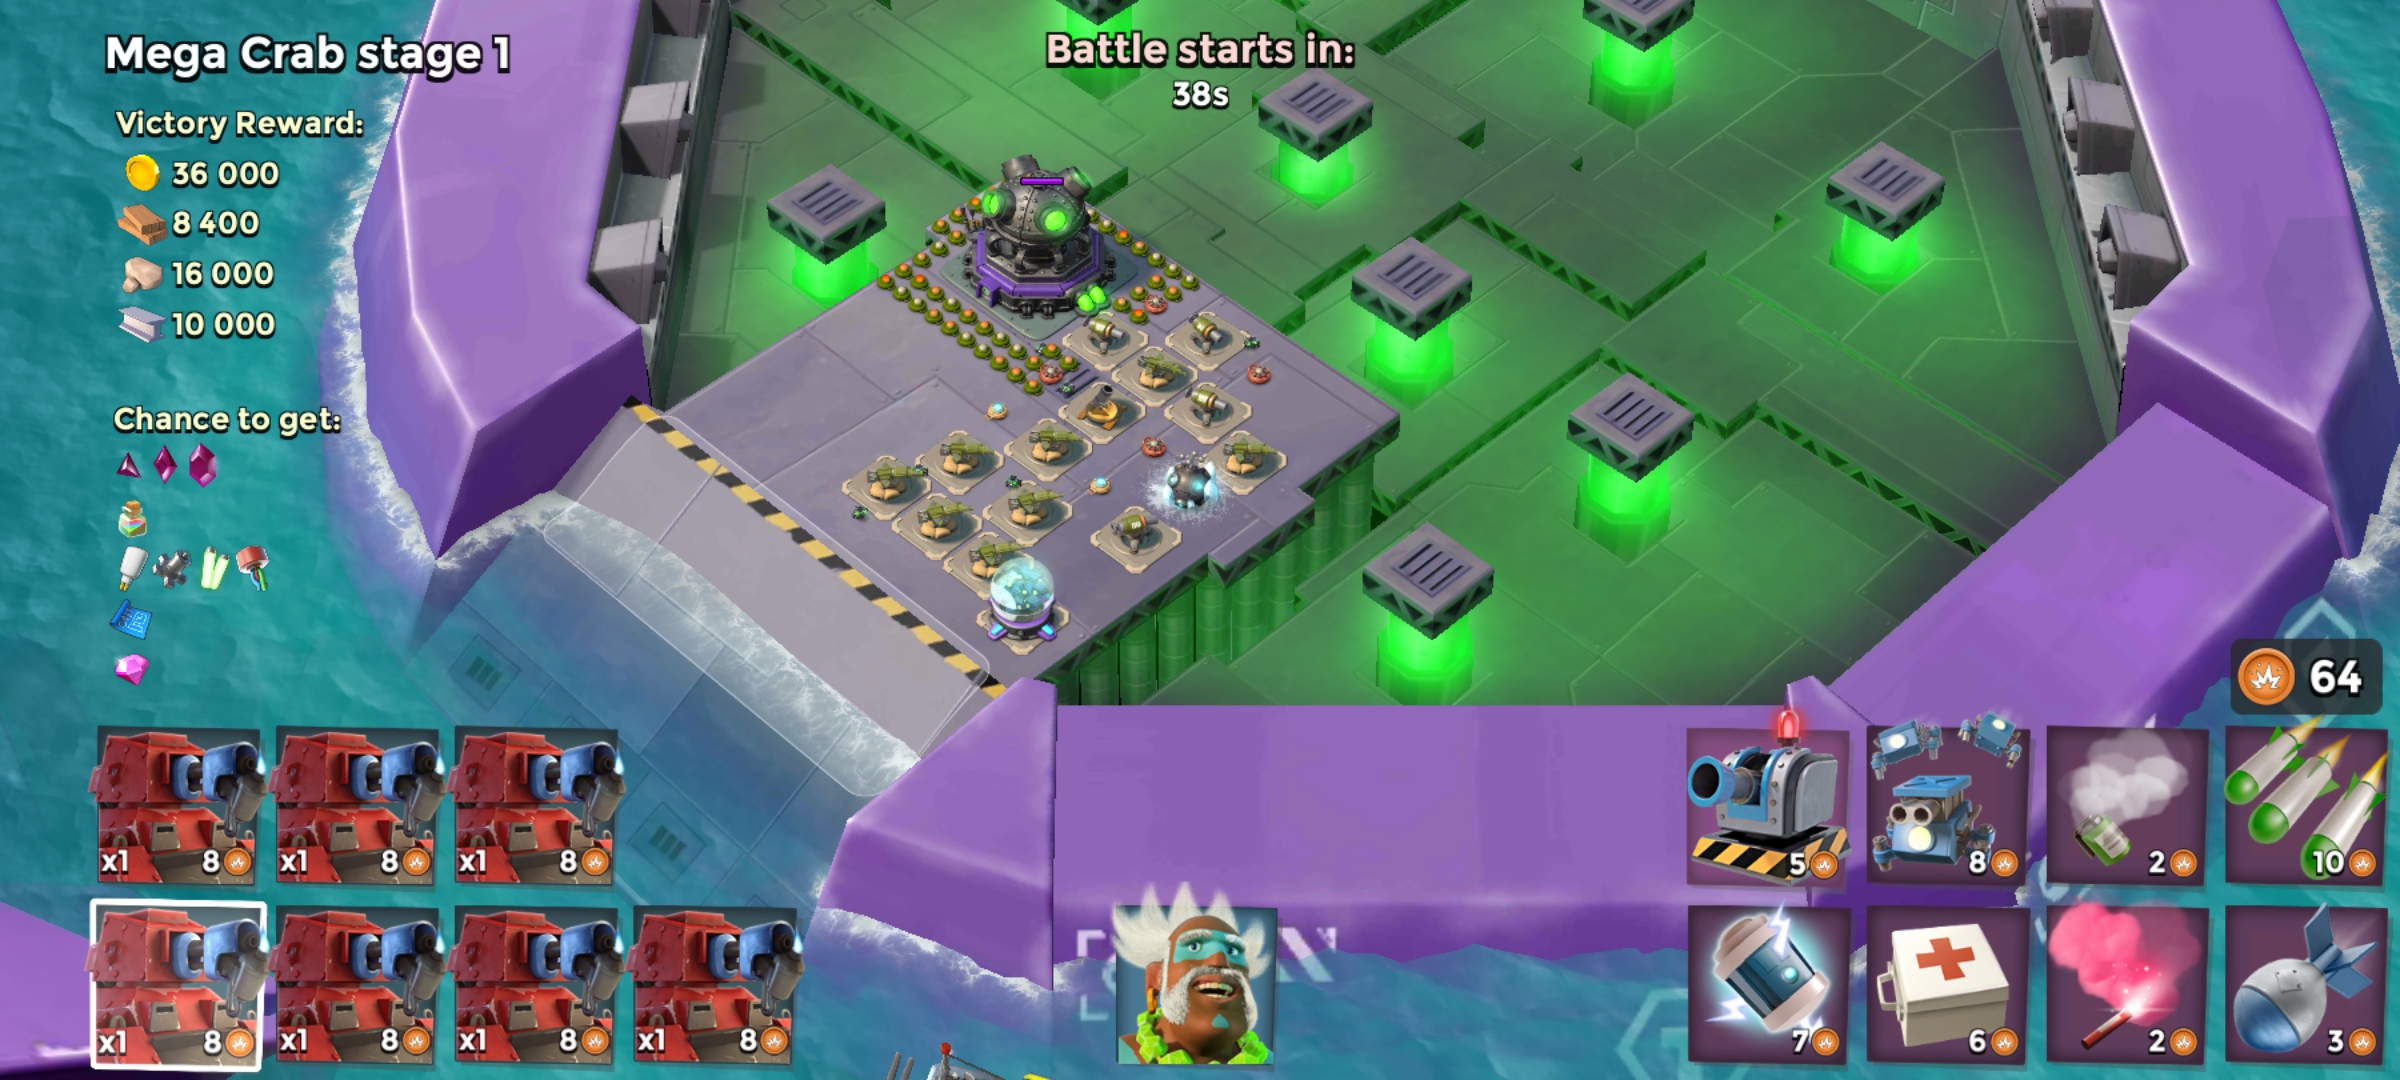 Mega Crab stage 1
Battle starts in:
38s
Victory Reward:
36 000
8 400
16 000
10 000
Chance to get:
64
x1 8
x1 8
x1 8
5
8
2
10
x1 8
x1 8
x1 8
x1 8
7
6
2
3